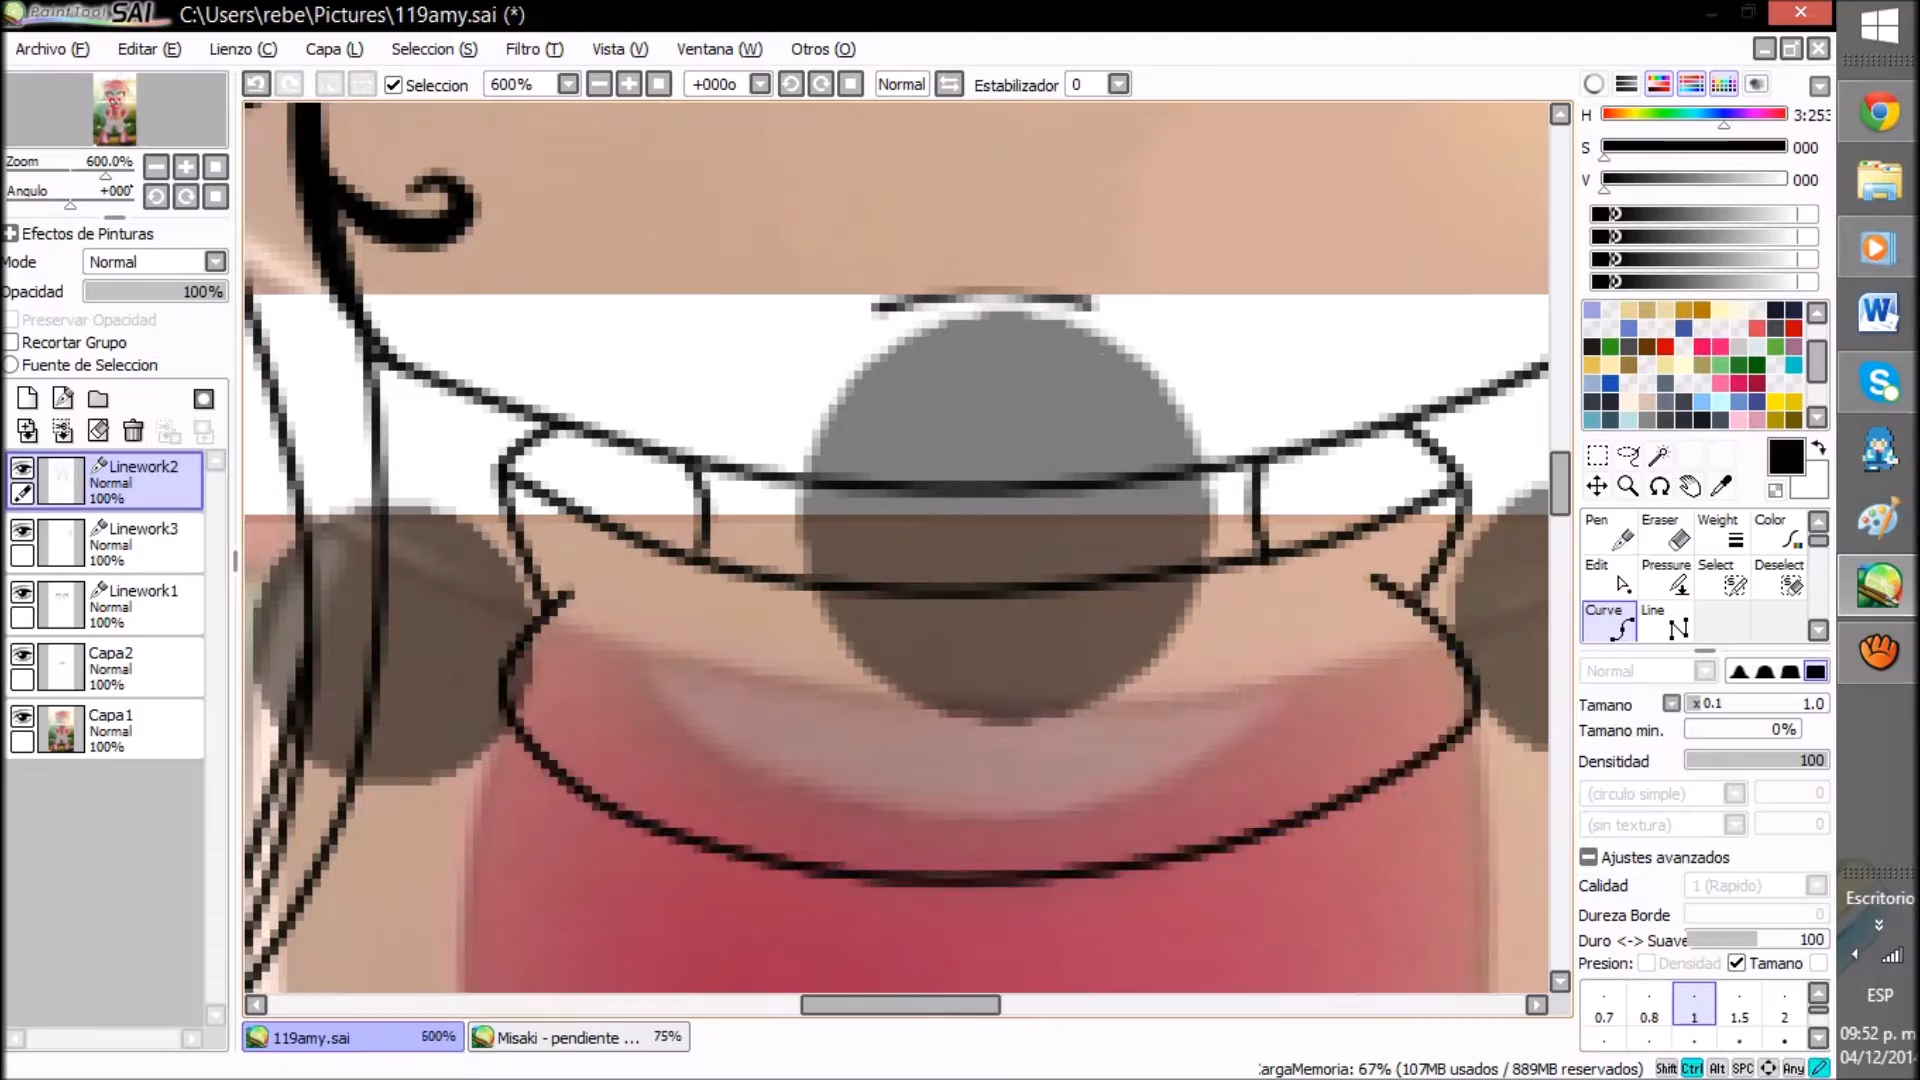 PaintTool SAI C:\Users\rebe\Pictures\119amy.sai (*)
Archivo (F) Editar (E) Lienzo (C) Capa (L) Seleccion (S) Filtro (T) Vista (V) Ventana (W) Otros (O)
Seleccion 600% +000o Normal Estabilizador 0
Zoom 600.0%
Angulo +000°
Efectos de Pinturas
Mode Normal
Opacidad 100%
Preservar Opacidad
Recortar Grupo
Fuente de Seleccion
Linework2
Normal
100%
Linework3
Normal
100%
Linework1
Normal
100%
Capa2
Normal
100%
Capa1
Normal
100%
H 3:253
S 000
V 000
Pen Eraser Weight Color
Edit Pressure Select Deselect
Curve Line
Normal
Tamano x 0.1 1.0
Tamano min. 0%
Densitidad 100
(circulo simple) 0
(sin textura) 0
Ajustes avanzados
Calidad 1 (Rapido)
Dureza Borde 0
Duro <-> Suave 100
Presion: Densidad Tamano
0.7 0.8 1 1.5 2
119amy.sai 600% Misaki - pendiente ... 75%
CargaMemoria: 67% (107MB usados / 889MB reservados) Shift Ctrl Alt SPC Any
Escritorio
ESP
09:52 p. m
04/12/201